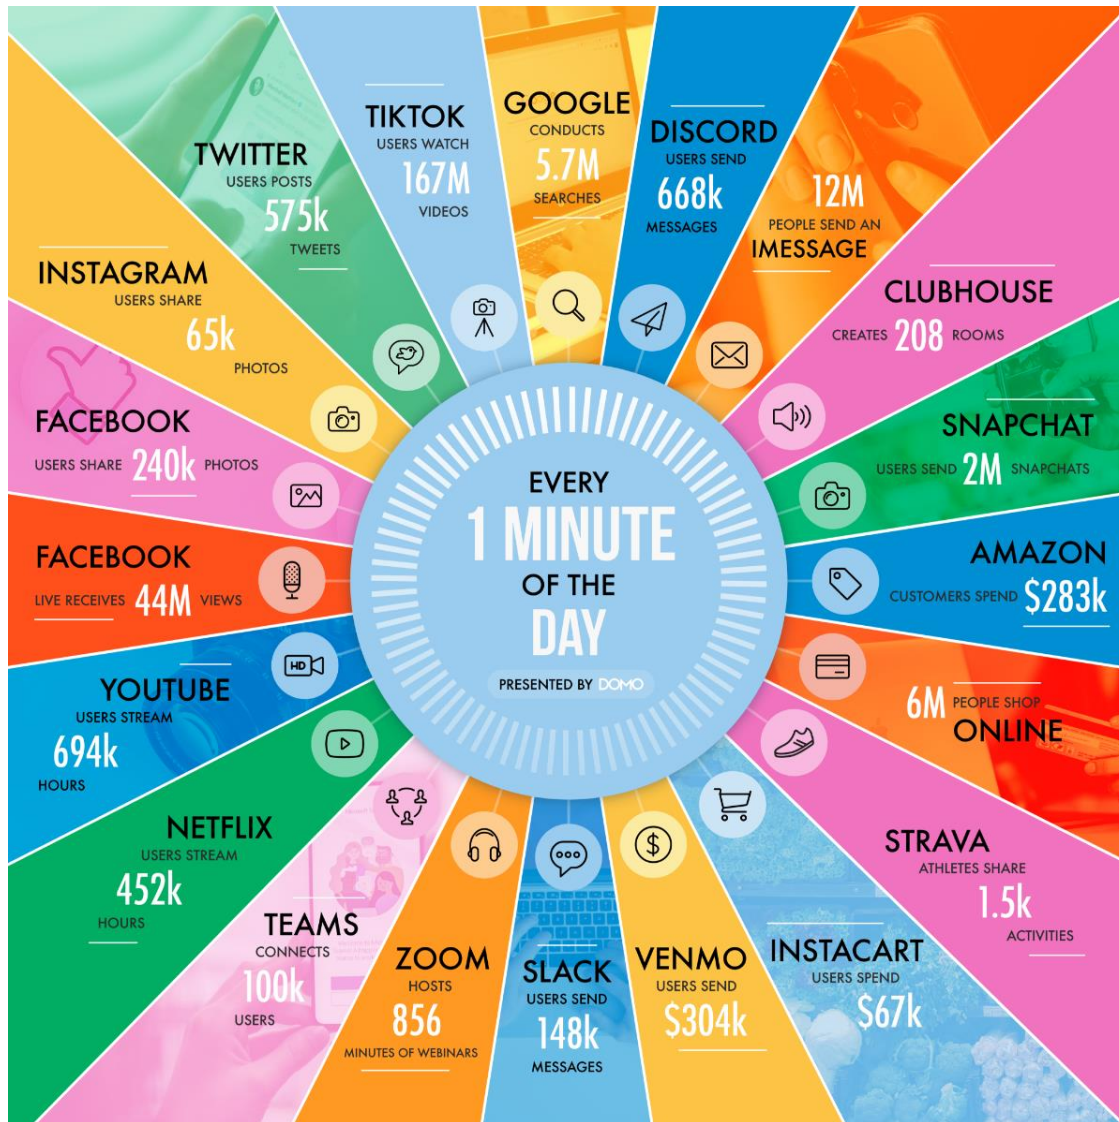 EVERY
1 MINUTE
OF THE
DAY
PRESENTED BY DOMO
GOOGLE
CONDUCTS
5.7M
SEARCHES
DISCORD
USERS SEND
668k
MESSAGES
12M
PEOPLE SEND AN
IMESSAGE
CLUBHOUSE
CREATES 208 ROOMS
SNAPCHAT
USERS SEND 2M SNAPCHATS
AMAZON
CUSTOMERS SPEND $283k
6M PEOPLE SHOP
ONLINE
STRAVA
ATHLETES SHARE
1.5k
ACTIVITIES
INSTACART
USERS SPEND
$67k
VENMO
USERS SEND
$304k
SLACK
USERS SEND
148k
MESSAGES
ZOOM
HOSTS
856
MINUTES OF WEBINARS
TEAMS
CONNECTS
100k
USERS
NETFLIX
USERS STREAM
452k
HOURS
YOUTUBE
USERS STREAM
694k
HOURS
HD
FACEBOOK
LIVE RECEIVES 44M VIEWS
FACEBOOK
USERS SHARE 240k PHOTOS
INSTAGRAM
USERS SHARE
65k
PHOTOS
TWITTER
USERS POSTS
575k
TWEETS
TIKTOK
USERS WATCH
167M
VIDEOS